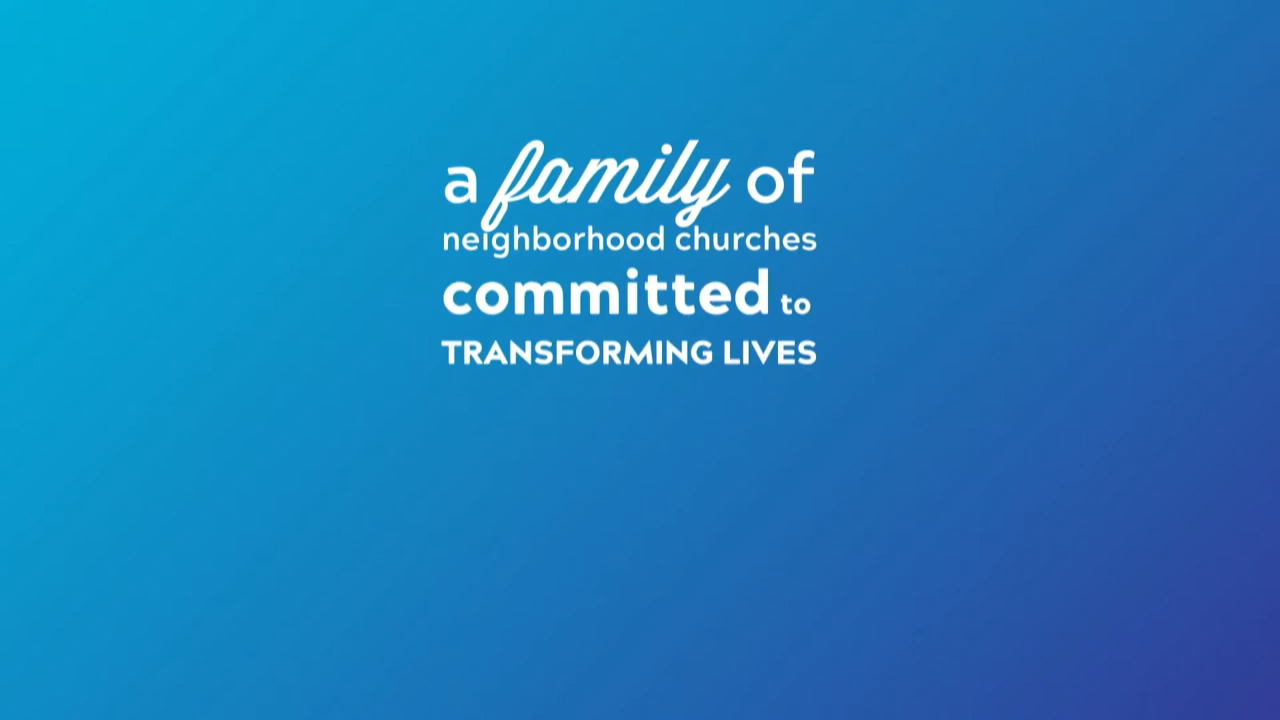 a family of
neighborhood churches
committed to
TRANSFORMING LIVES